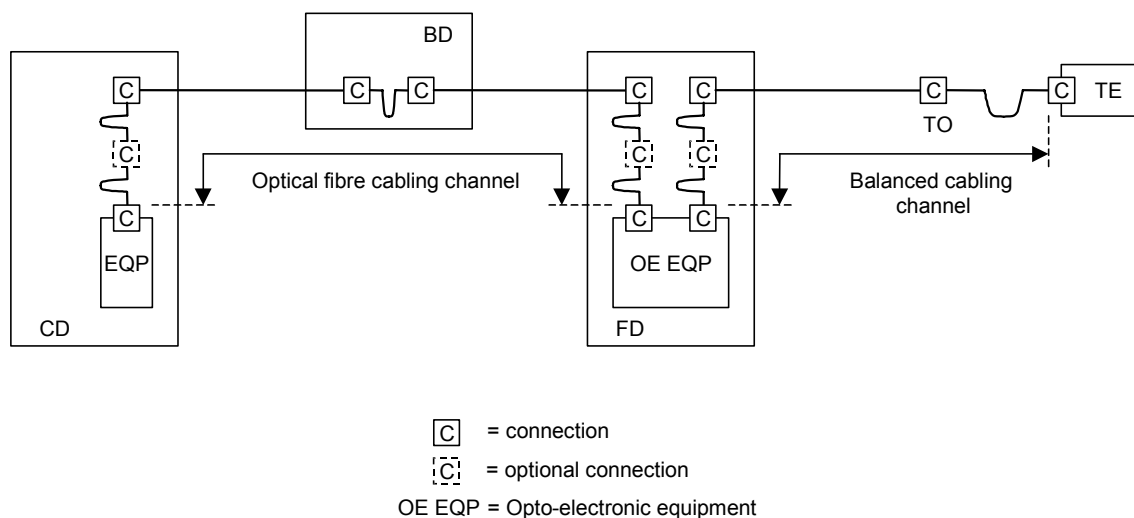 BD
C
C
C
C
C
C
C
TE
TO
C
C
C
Optical fibre cabling channel
Balanced cabling
channel
C
C
C
EQP
OE EQP
CD
FD
C = connection
C = optional connection
OE EQP = Opto-electronic equipment